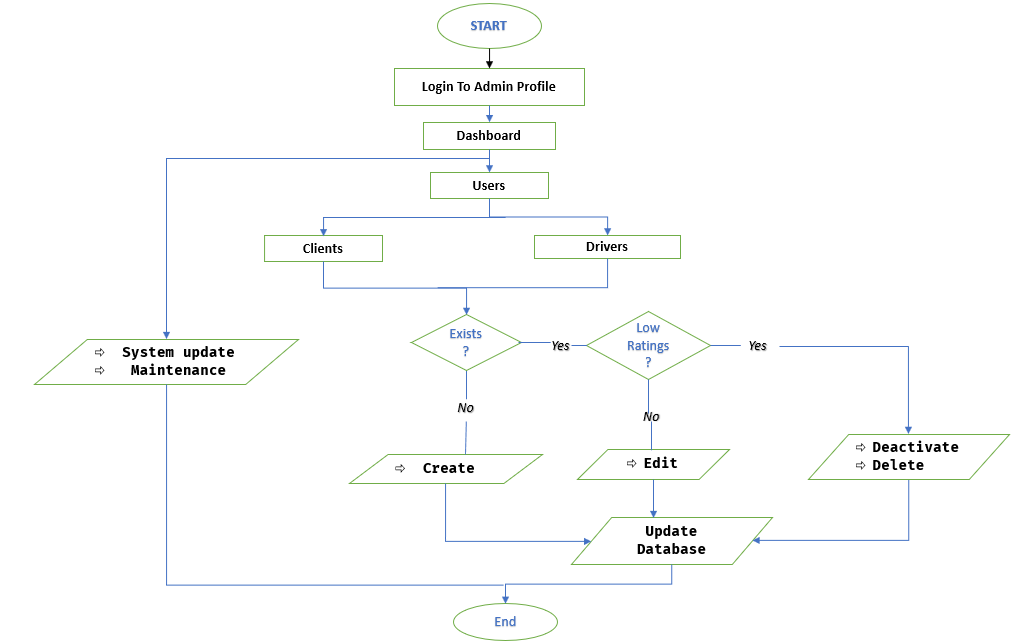 START
Login To Admin Profile
Dashboard
Users
Clients
Drivers
Exists
?
Yes
Low
Ratings
?
Yes
⇨ System update
⇨ Maintenance
No
No
⇨ Create
⇨ Edit
⇨ Deactivate
⇨ Delete
Update
Database
End